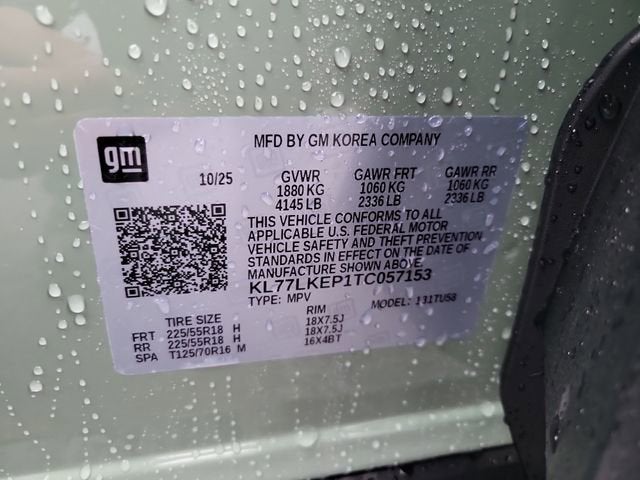 gm
MFD BY GM KOREA COMPANY
10/25 GVWR GAWR FRT GAWR RR
1880 KG 1060 KG 1060 KG
4145 LB 2336 LB 2336 LB
THIS VEHICLE CONFORMS TO ALL
APPLICABLE U.S. FEDERAL MOTOR
VEHICLE SAFETY AND THEFT PREVENTION
STANDARDS IN EFFECT ON THE DATE OF
MANUFACTURE SHOWN ABOVE.
KL77LKEP1TC057153
TYPE: MPV MODEL: 131TU58
TIRE SIZE RIM
FRT 225/55R18 H 18X7.5J
RR 225/55R18 H 18X7.5J
SPA T125/70R16 M 16X4BT